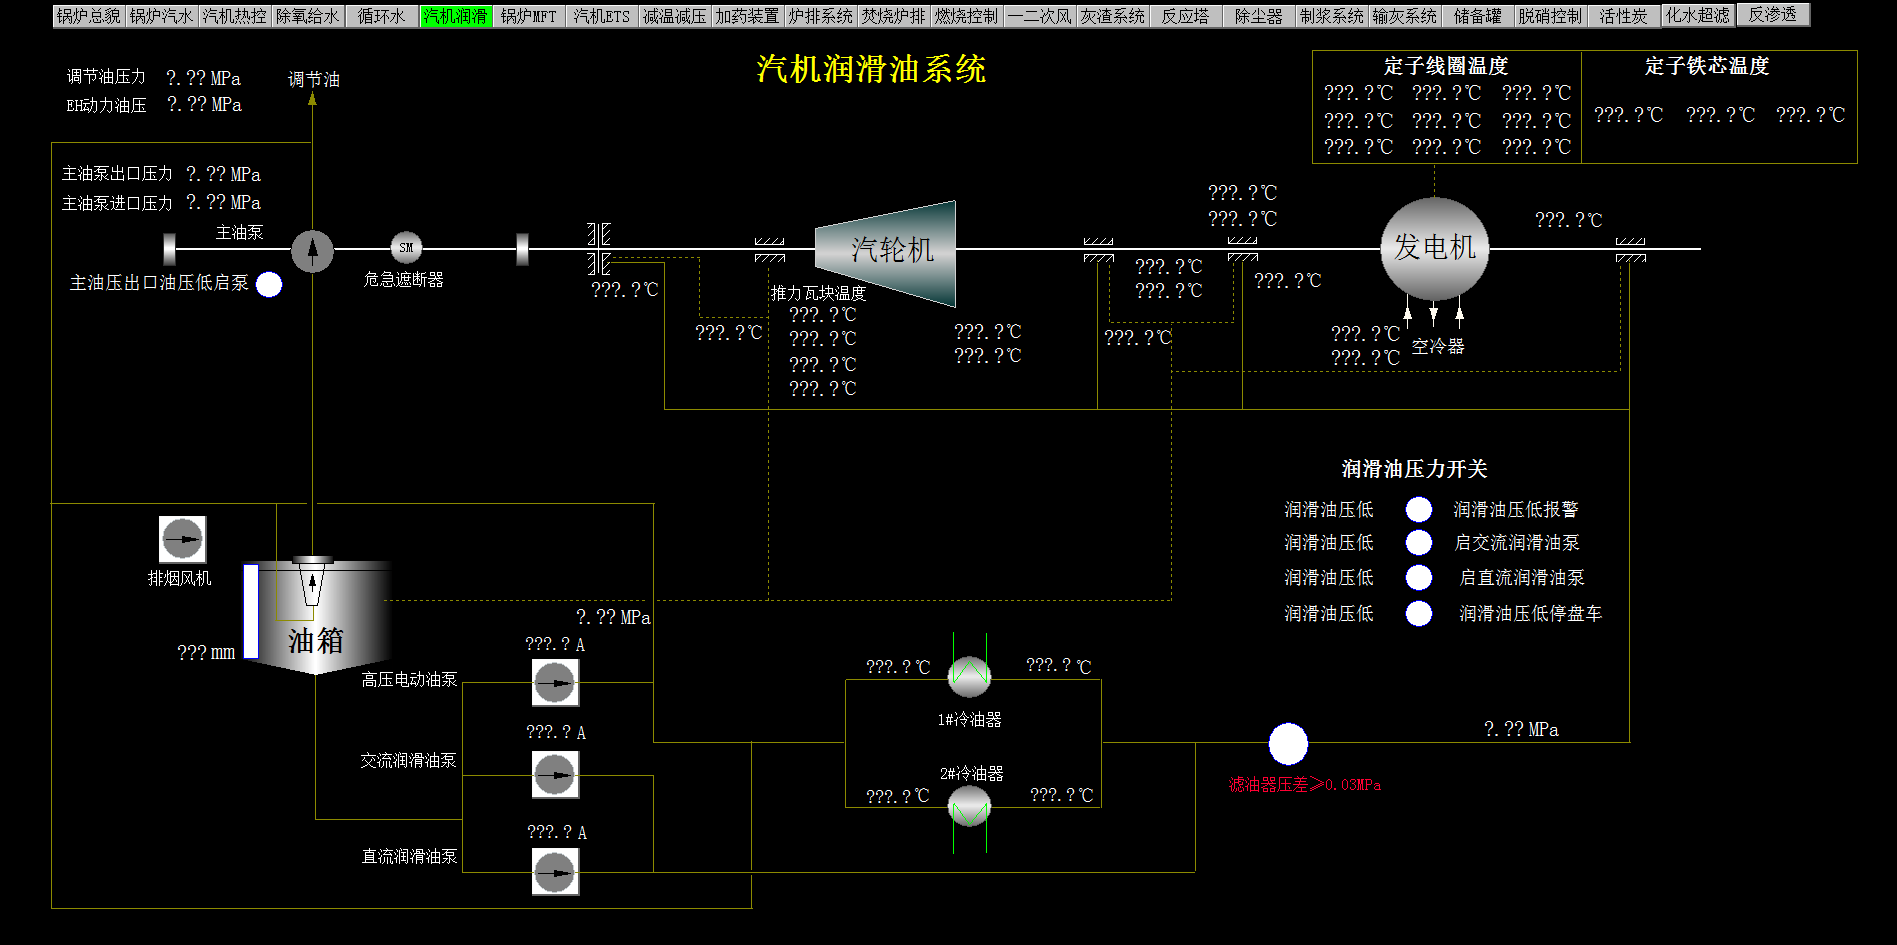 锅炉总貌 锅炉汽水 汽机热控 除氧给水 循环水 汽机润滑 锅炉MFT 汽机ETS 减温减压 加药装置 炉排系统 焚烧炉排 燃烧控制 一二次风 灰渣系统 反应塔 除尘器 制浆系统 输灰系统 储备罐 脱硝控制 活性炭 化水超滤 反渗透
汽机润滑油系统
调节油压力 ?.?? MPa
EH动力油压 ?.?? MPa
调节油
定子线圈温度
???.?℃ ???.?℃ ???.?℃
???.?℃ ???.?℃ ???.?℃
???.?℃ ???.?℃ ???.?℃
定子铁芯温度
???.?℃ ???.?℃ ???.?℃
主油泵出口压力 ?.?? MPa
主油泵进口压力 ?.?? MPa
主油泵
主油压出口油压低启泵
SM
危急遮断器
???.?℃
???.?℃
汽轮机
推力瓦块温度
???.?℃
???.?℃
???.?℃
???.?℃
???.?℃
???.?℃
???.?℃
???.?℃
???.?℃
???.?℃
???.?℃
???.?℃
???.?℃
发电机
???.?℃
???.?℃
???.?℃
空冷器
润滑油压力开关
润滑油压低 润滑油压低报警
润滑油压低 启交流润滑油泵
润滑油压低 启直流润滑油泵
润滑油压低 润滑油压低停盘车
排烟风机
油箱
??? mm
?.?? MPa
???.? A
高压电动油泵
???.? A
交流润滑油泵
???.? A
直流润滑油泵
???.?℃ ???.?℃
1#冷油器
2#冷油器
???.?℃ ???.?℃
?.?? MPa
滤油器压差≥0.03MPa